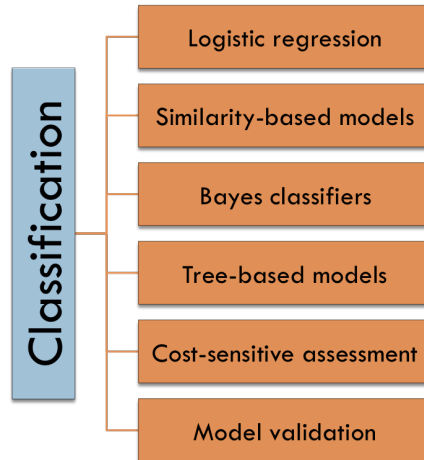 Classification
Logistic regression
Similarity-based models
Bayes classifiers
Tree-based models
Cost-sensitive assessment
Model validation